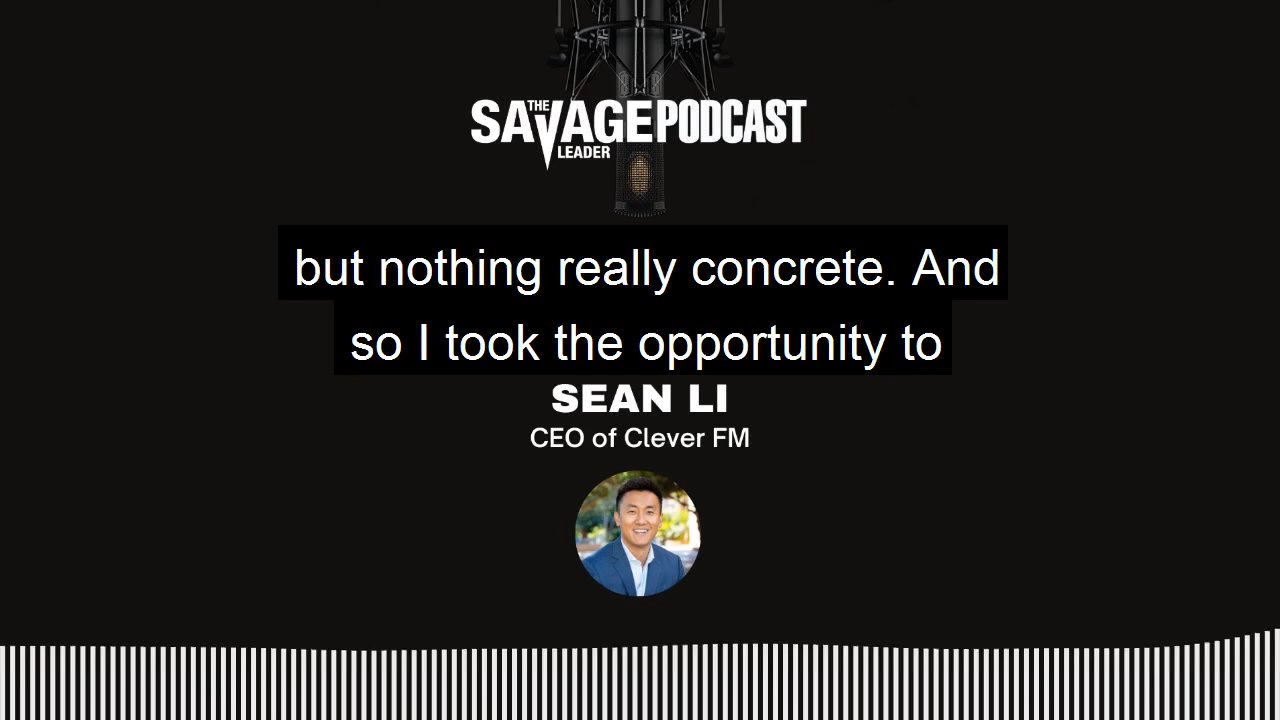 THE
SAVAGE PODCAST
LEADER
but nothing really concrete. And
so I took the opportunity to
SEAN LI
CEO of Clever FM